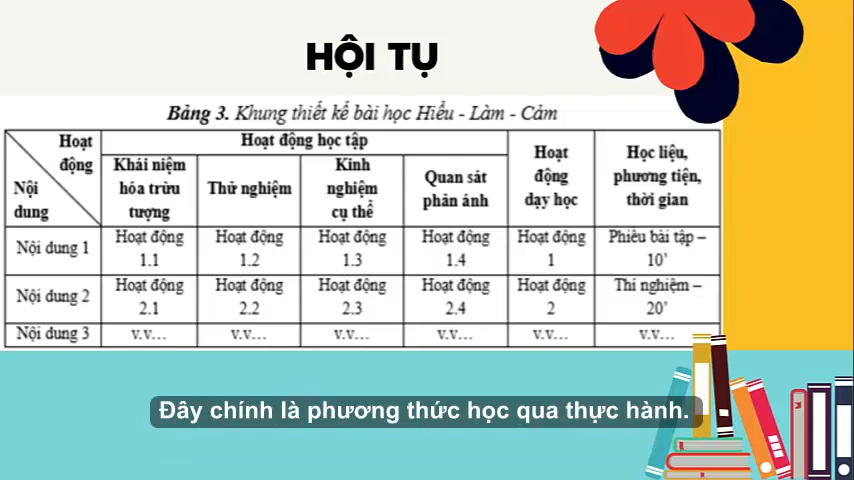 HỘI TỤ
Bảng 3. Khung thiết kế bài học Hiểu - Làm - Cảm
Hoạt động
Nội dung
Hoạt động học tập
Hoạt động dạy học
Học liệu, phương tiện, thời gian
Khái niệm hóa trừu tượng
Thử nghiệm
Kinh nghiệm cụ thể
Quan sát phản ánh
Nội dung 1
Hoạt động 1.1
Hoạt động 1.2
Hoạt động 1.3
Hoạt động 1.4
Hoạt động 1
Phiếu bài tập – 10’
Nội dung 2
Hoạt động 2.1
Hoạt động 2.2
Hoạt động 2.3
Hoạt động 2.4
Hoạt động 2
Thí nghiệm – 20’
Nội dung 3
v.v...
v.v...
v.v...
v.v...
v.v...
v.v...
Đây chính là phương thức học qua thực hành.